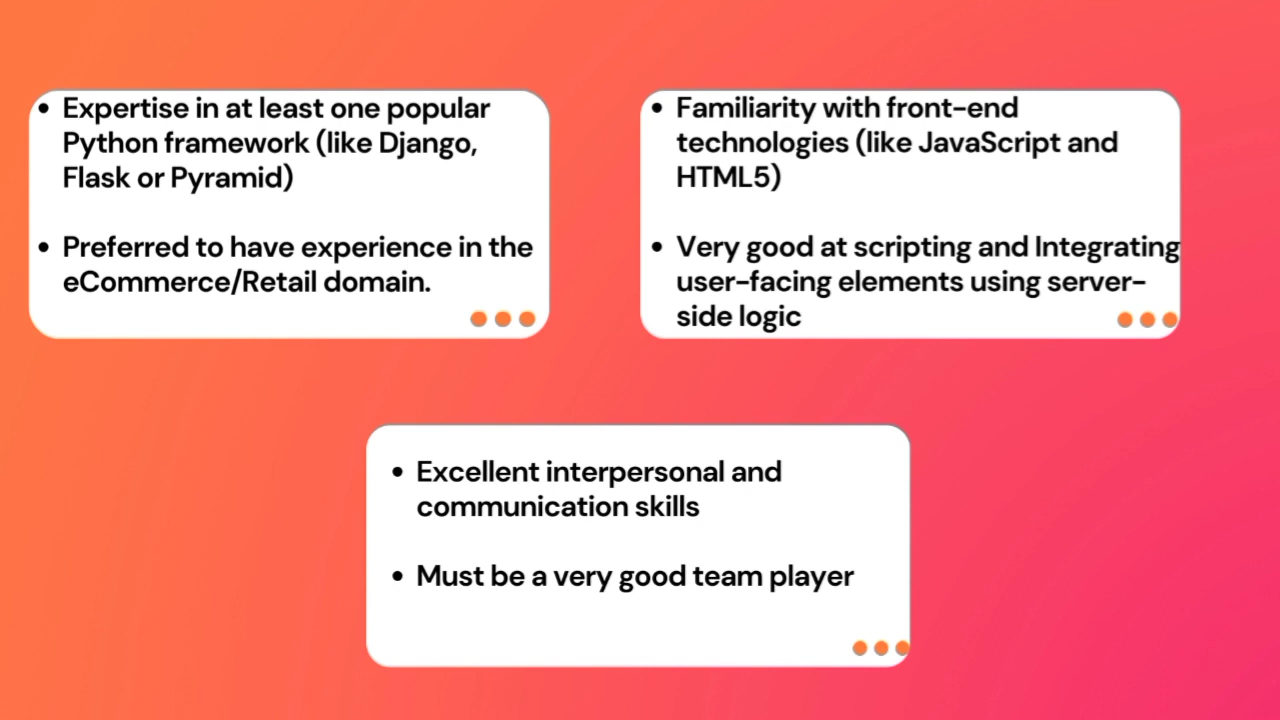 • Expertise in at least one popular
Python framework (like Django,
Flask or Pyramid)
• Preferred to have experience in the
eCommerce/Retail domain.
• Familiarity with front-end
technologies (like JavaScript and
HTML5)
• Very good at scripting and Integrating
user-facing elements using server-
side logic
• Excellent interpersonal and
communication skills
• Must be a very good team player